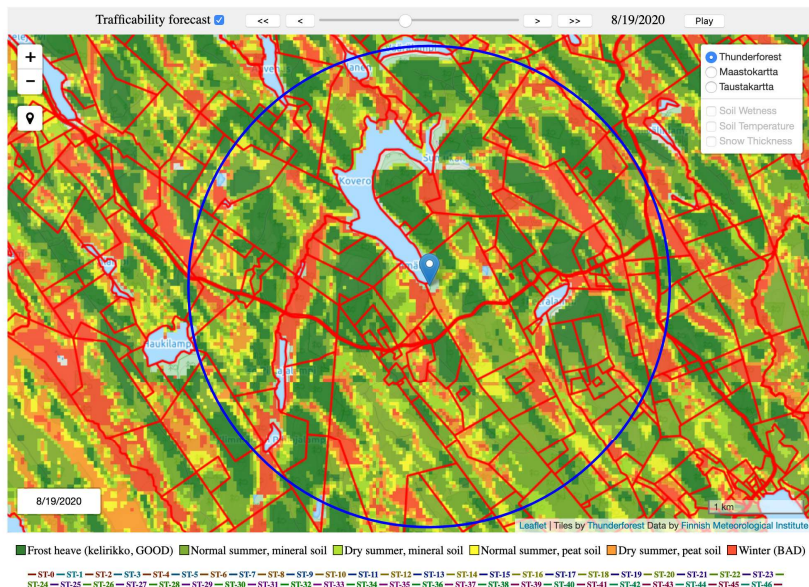 Trafficability forecast << < > >> 8/19/2020 Play
+
−
Thunderforest
Maastokartta
Taustakartta
Soil Wetness
Soil Temperature
Snow Thickness
Kovero
8/19/2020
1 km
Leaflet | Tiles by Thunderforest Data by Finnish Meteorological Institute
Frost heave (kelirikko, GOOD) Normal summer, mineral soil Dry summer, mineral soil Normal summer, peat soil Dry summer, peat soil Winter (BAD)
ST-0 ST-1 ST-2 ST-3 ST-4 ST-5 ST-6 ST-7 ST-8 ST-9 ST-10 ST-11 ST-12 ST-13 ST-14 ST-15 ST-16 ST-17 ST-18 ST-19 ST-20 ST-21 ST-22 ST-23
ST-24 ST-25 ST-26 ST-27 ST-28 ST-29 ST-30 ST-31 ST-32 ST-33 ST-34 ST-35 ST-36 ST-37 ST-38 ST-39 ST-40 ST-41 ST-42 ST-43 ST-44 ST-45 ST-46